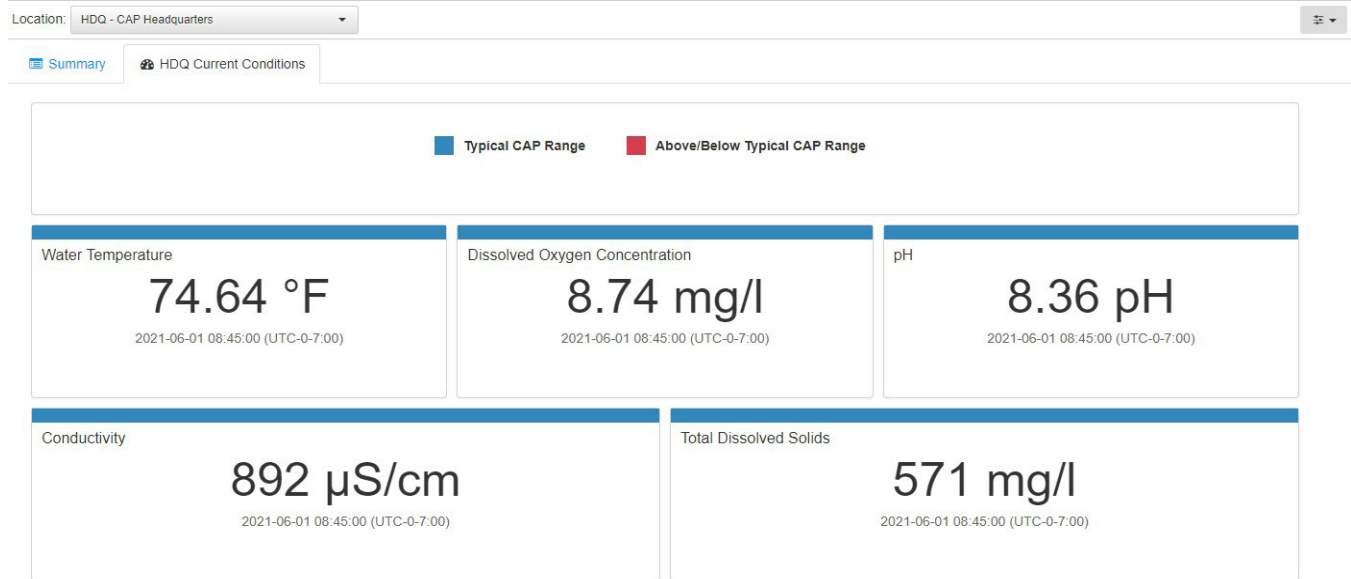 Location: HDQ - CAP Headquarters
Summary HDQ Current Conditions
Typical CAP Range Above/Below Typical CAP Range
Water Temperature
74.64 °F
2021-06-01 08:45:00 (UTC-0-7:00)
Dissolved Oxygen Concentration
8.74 mg/l
2021-06-01 08:45:00 (UTC-0-7:00)
pH
8.36 pH
2021-06-01 08:45:00 (UTC-0-7:00)
Conductivity
892 µS/cm
2021-06-01 08:45:00 (UTC-0-7:00)
Total Dissolved Solids
571 mg/l
2021-06-01 08:45:00 (UTC-0-7:00)